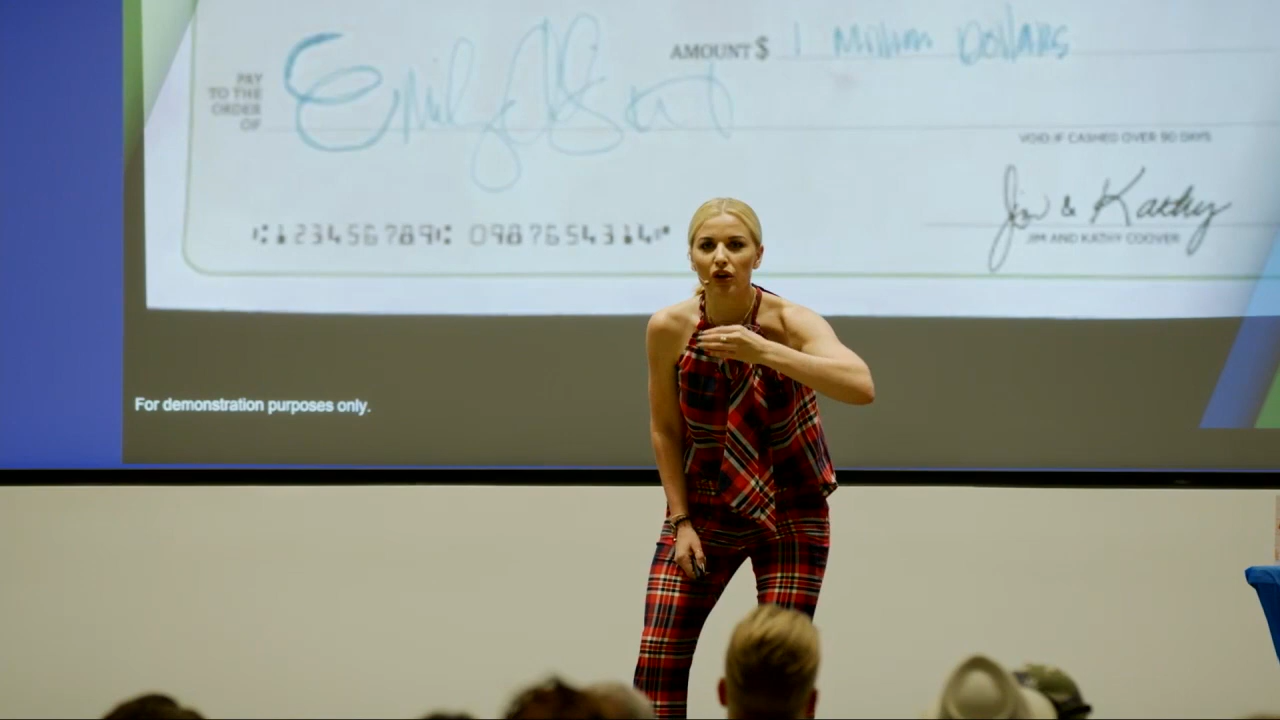 AMOUNT $ 1 Million Dollars
PAY
TO THE
ORDER
OF
Emily
VOID IF CASHED OVER 90 DAYS
Jim & Kathy
JIM AND KATHY COOVER
⑆123456789⑆ 0987654314⑈
For demonstration purposes only.